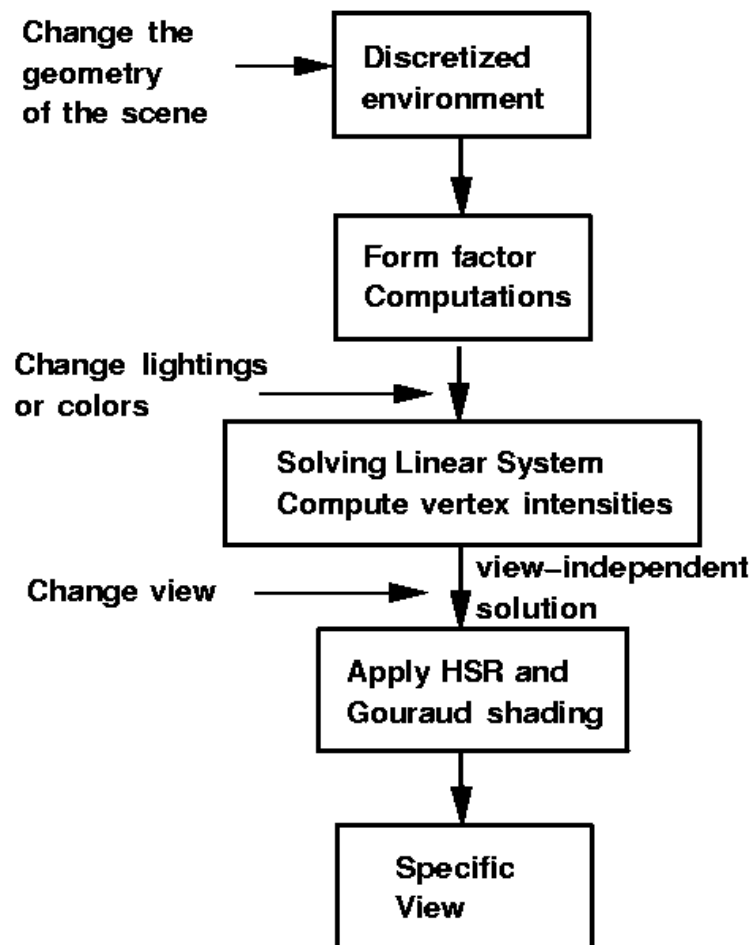 Change the
geometry
of the scene
Discretized
environment
Form factor
Computations
Change lightings
or colors
Solving Linear System
Compute vertex intensities
view-independent
solution
Change view
Apply HSR and
Gouraud shading
Specific
View